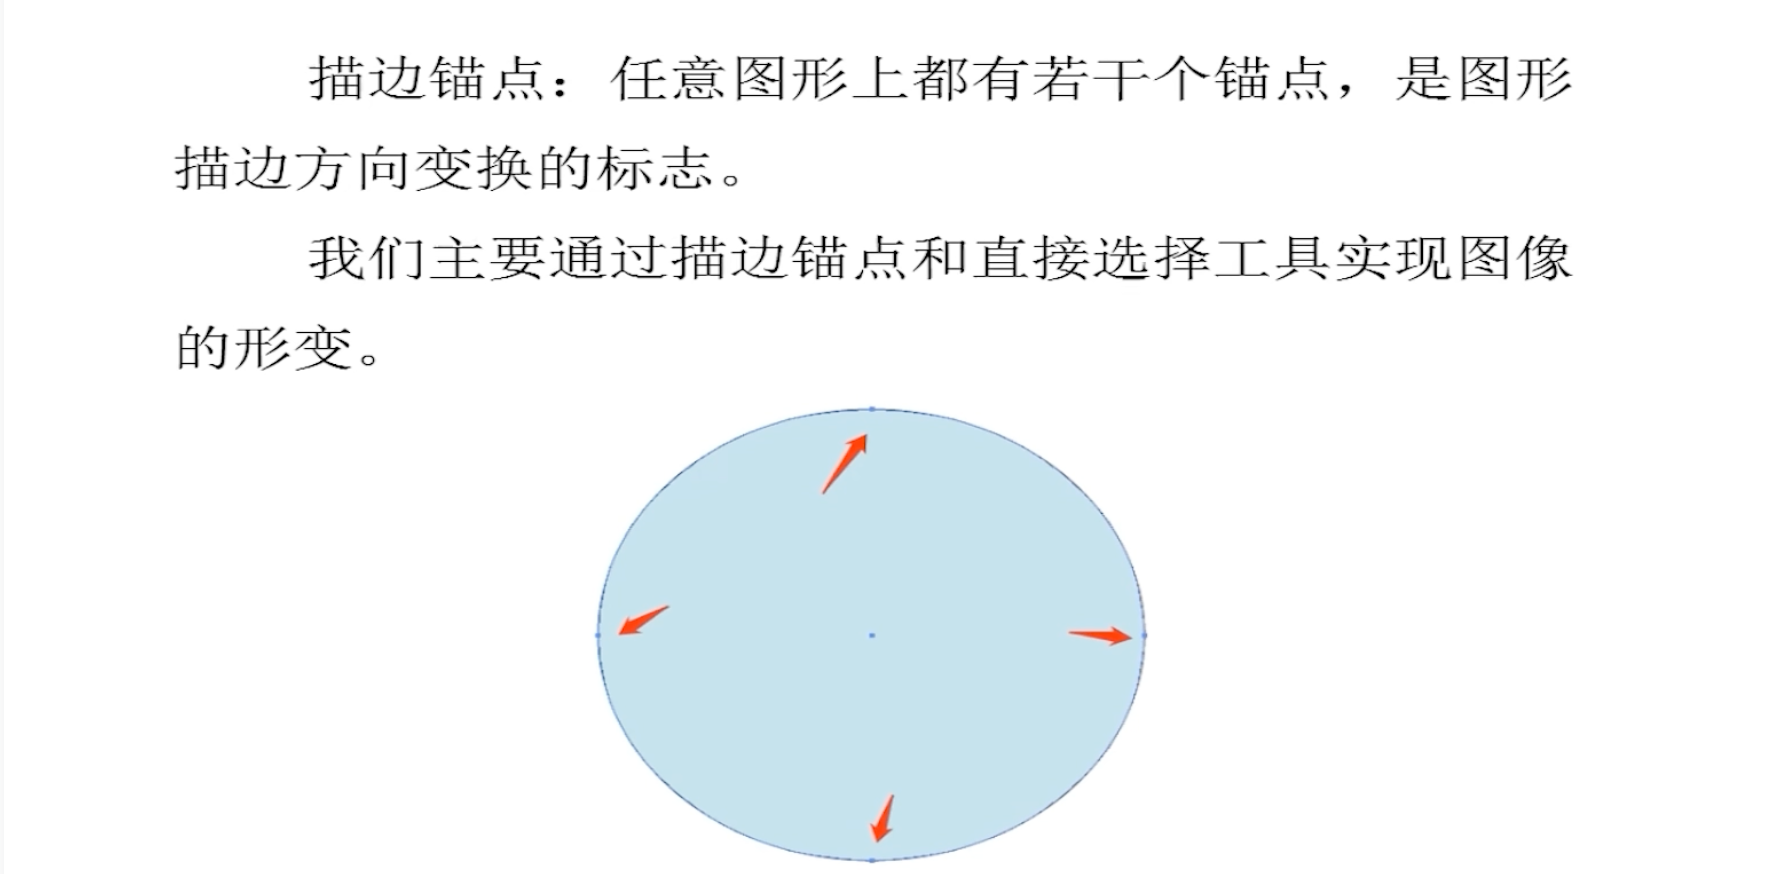 描边锚点：任意图形上都有若干个锚点，是图形
描边方向变换的标志。
我们主要通过描边锚点和直接选择工具实现图像
的形变。